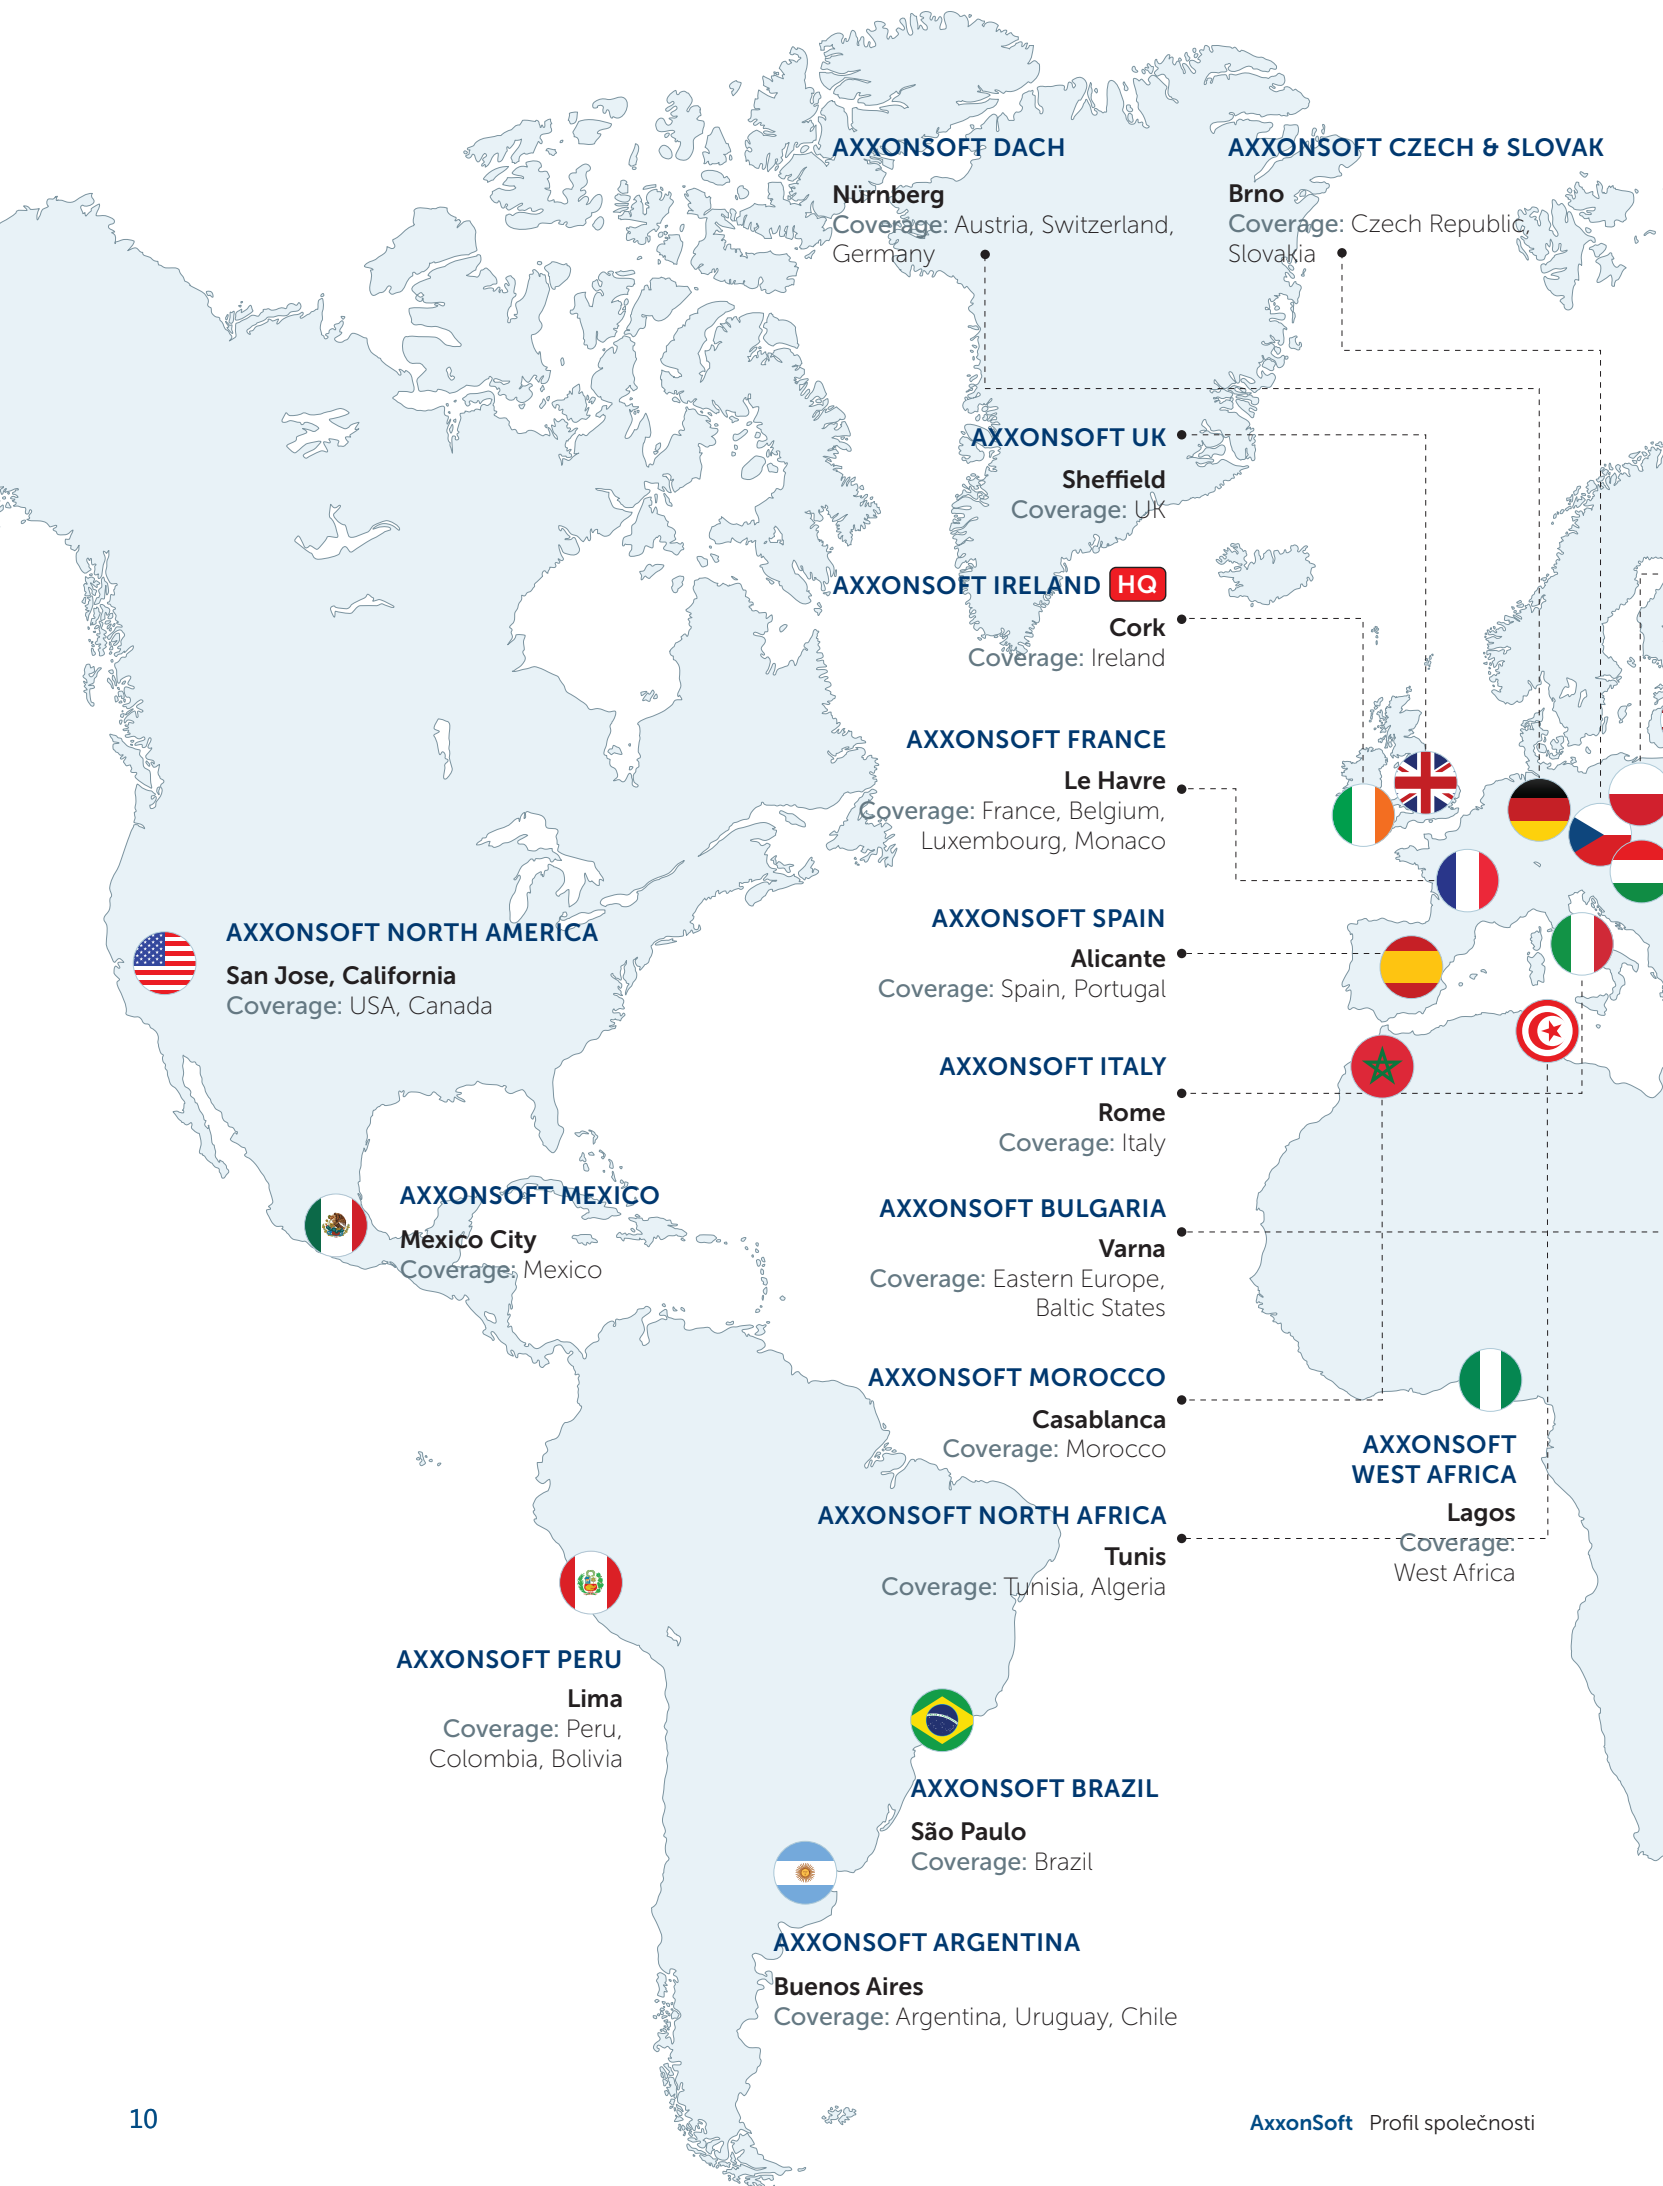 AXXONSOFT DACH
Nürnberg
Coverage: Austria, Switzerland,
Germany
AXXONSOFT CZECH & SLOVAK
Brno
Coverage: Czech Republic,
Slovakia
AXXONSOFT UK
Sheffield
Coverage: UK
AXXONSOFT IRELAND HQ
Cork
Coverage: Ireland
AXXONSOFT FRANCE
Le Havre
Coverage: France, Belgium,
Luxembourg, Monaco
AXXONSOFT SPAIN
Alicante
Coverage: Spain, Portugal
AXXONSOFT NORTH AMERICA
San Jose, California
Coverage: USA, Canada
AXXONSOFT ITALY
Rome
Coverage: Italy
AXXONSOFT MEXICO
Mexico City
Coverage: Mexico
AXXONSOFT BULGARIA
Varna
Coverage: Eastern Europe,
Baltic States
AXXONSOFT MOROCCO
Casablanca
Coverage: Morocco
AXXONSOFT
WEST AFRICA
Lagos
Coverage:
West Africa
AXXONSOFT NORTH AFRICA
Tunis
Coverage: Tunisia, Algeria
AXXONSOFT PERU
Lima
Coverage: Peru,
Colombia, Bolivia
AXXONSOFT BRAZIL
São Paulo
Coverage: Brazil
AXXONSOFT ARGENTINA
Buenos Aires
Coverage: Argentina, Uruguay, Chile
10
AxxonSoft Profil společnosti